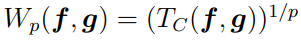 W_p(f, g) = (T_C(f, g))^{1/p}